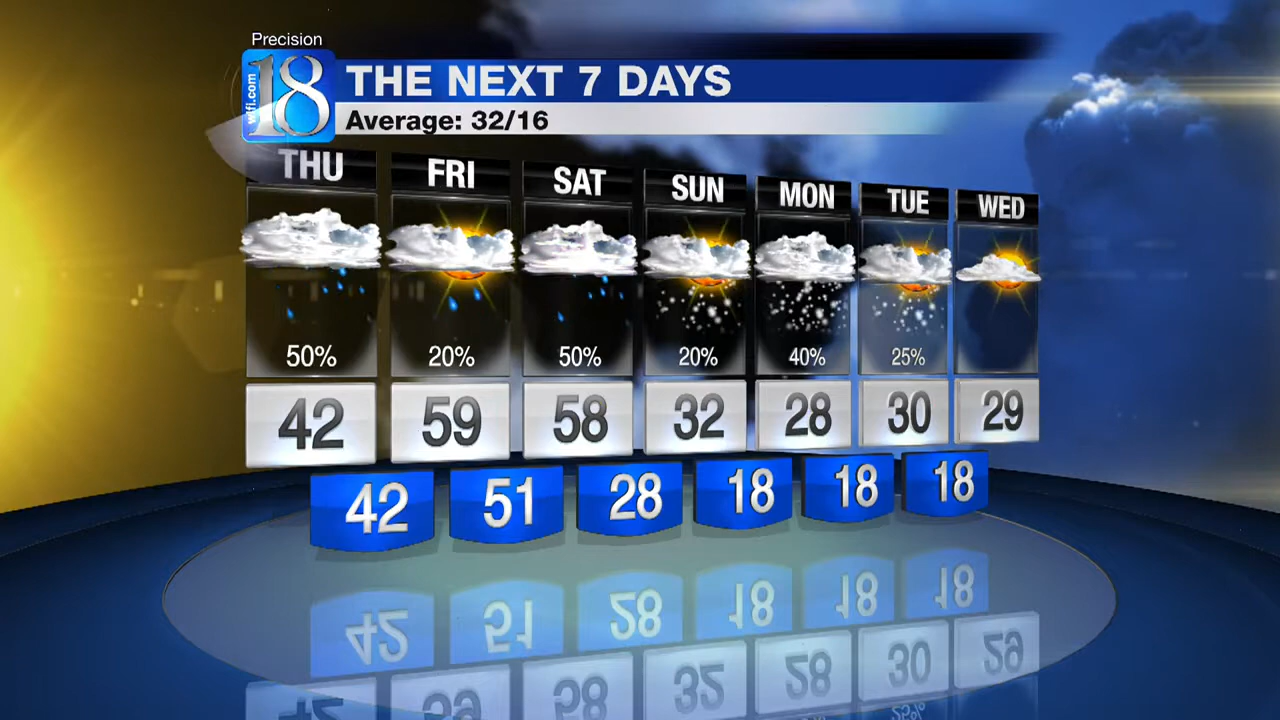 Precision
wlfi.com
18
THE NEXT 7 DAYS
Average: 32/16
THU FRI SAT SUN MON TUE WED
50% 20% 50% 20% 40% 25%
42 59 58 32 28 30 29
42 51 28 18 18 18